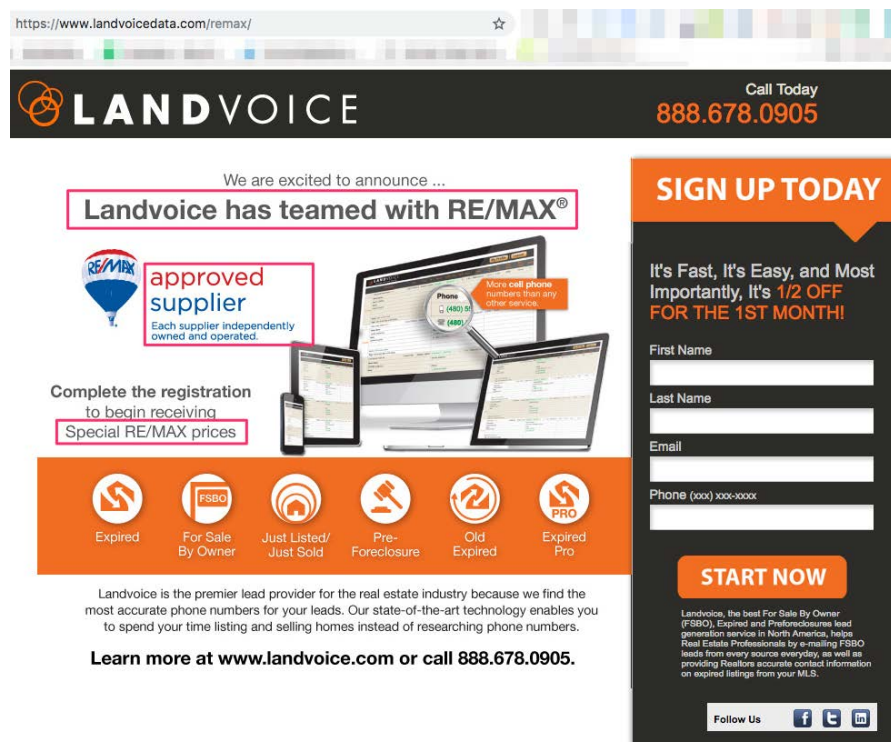 https://www.landvoicedata.com/remax/
LANDVOICE
Call Today
888.678.0905
We are excited to announce ...
Landvoice has teamed with RE/MAX®
RE/MAX
approved
supplier
Each supplier independently
owned and operated.
More cell phone
numbers than any
other service.
Phone
(480) 55
(480)
Complete the registration
to begin receiving
Special RE/MAX prices
Expired
FSBO
For Sale
By Owner
Just Listed/
Just Sold
Pre-
Foreclosure
Old
Expired
PRO
Expired
Pro
Landvoice is the premier lead provider for the real estate industry because we find the
most accurate phone numbers for your leads. Our state-of-the-art technology enables you
to spend your time listing and selling homes instead of researching phone numbers.
Learn more at www.landvoice.com or call 888.678.0905.
SIGN UP TODAY
It's Fast, It's Easy, and Most
Importantly, It's 1/2 OFF
FOR THE 1ST MONTH!
First Name
Last Name
Email
Phone (xxx) xxx-xxxx
START NOW
Landvoice, the best For Sale By Owner
(FSBO), Expired and Preforeclosures lead
generation service in North America, helps
Real Estate Professionals by e-mailing FSBO
leads from every source everyday, as well as
providing Realtors accurate contact information
on expired listings from your MLS.
Follow Us